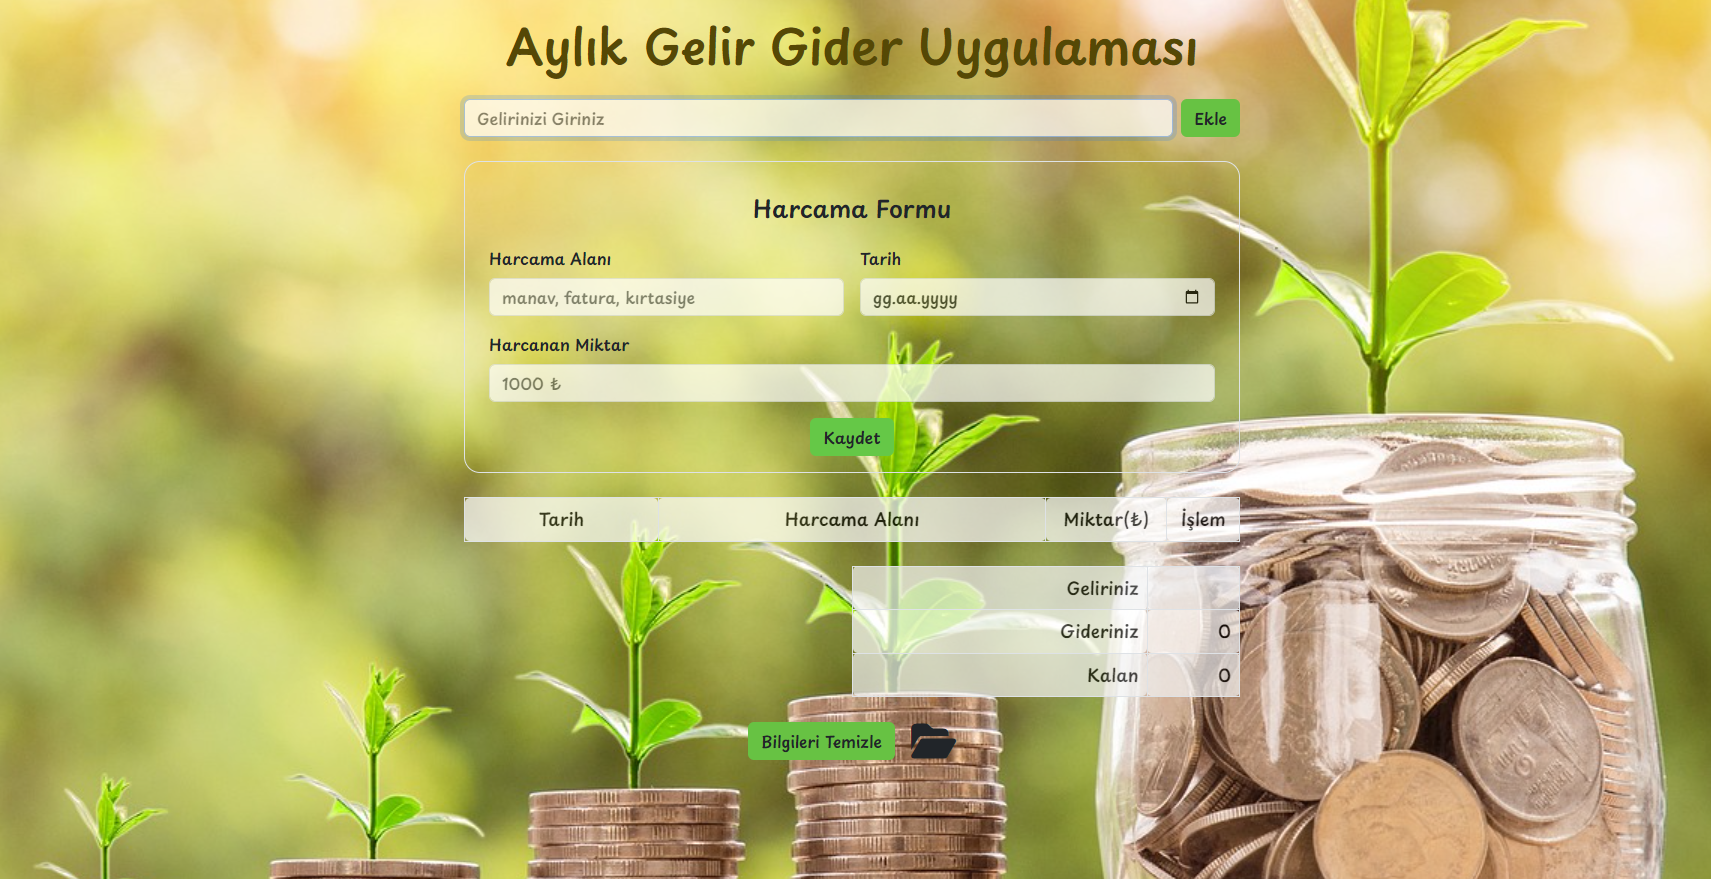 Aylık Gelir Gider Uygulaması
Gelirinizi Giriniz
Ekle
Harcama Formu
Harcama Alanı
Tarih
manav, fatura, kırtasiye
gg.aa.yyyy
Harcanan Miktar
1000 ₺
Kaydet
Tarih Harcama Alanı Miktar(₺) İşlem
Geliriniz
Gideriniz 0
Kalan 0
Bilgileri Temizle